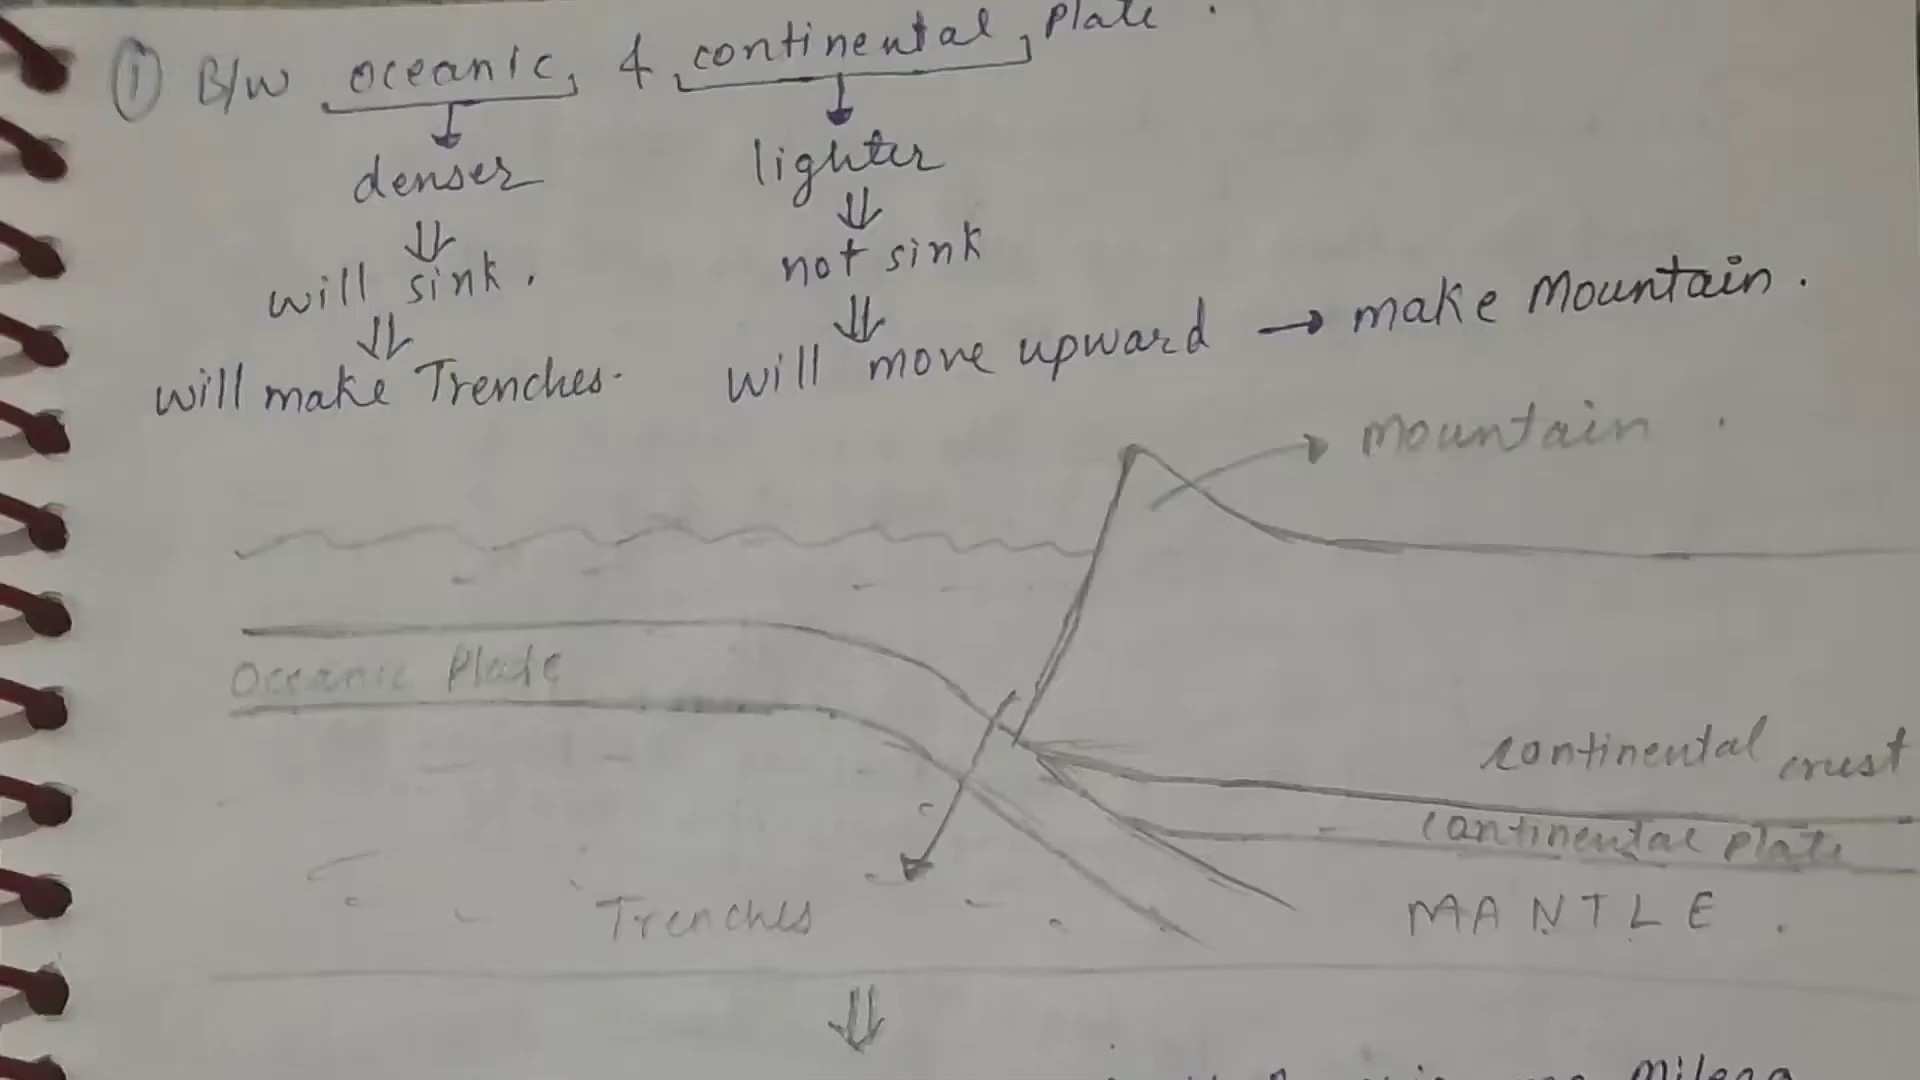 ① B/W oceanic & continental plate.
denser lighter
⇓ ⇓
will sink. not sink
⇓ ⇓
will make Trenches. will move upward → make Mountain.
Mountain.
Oceanic Plate
continental crust
continental plate
Trenches MANTLE.
⇓